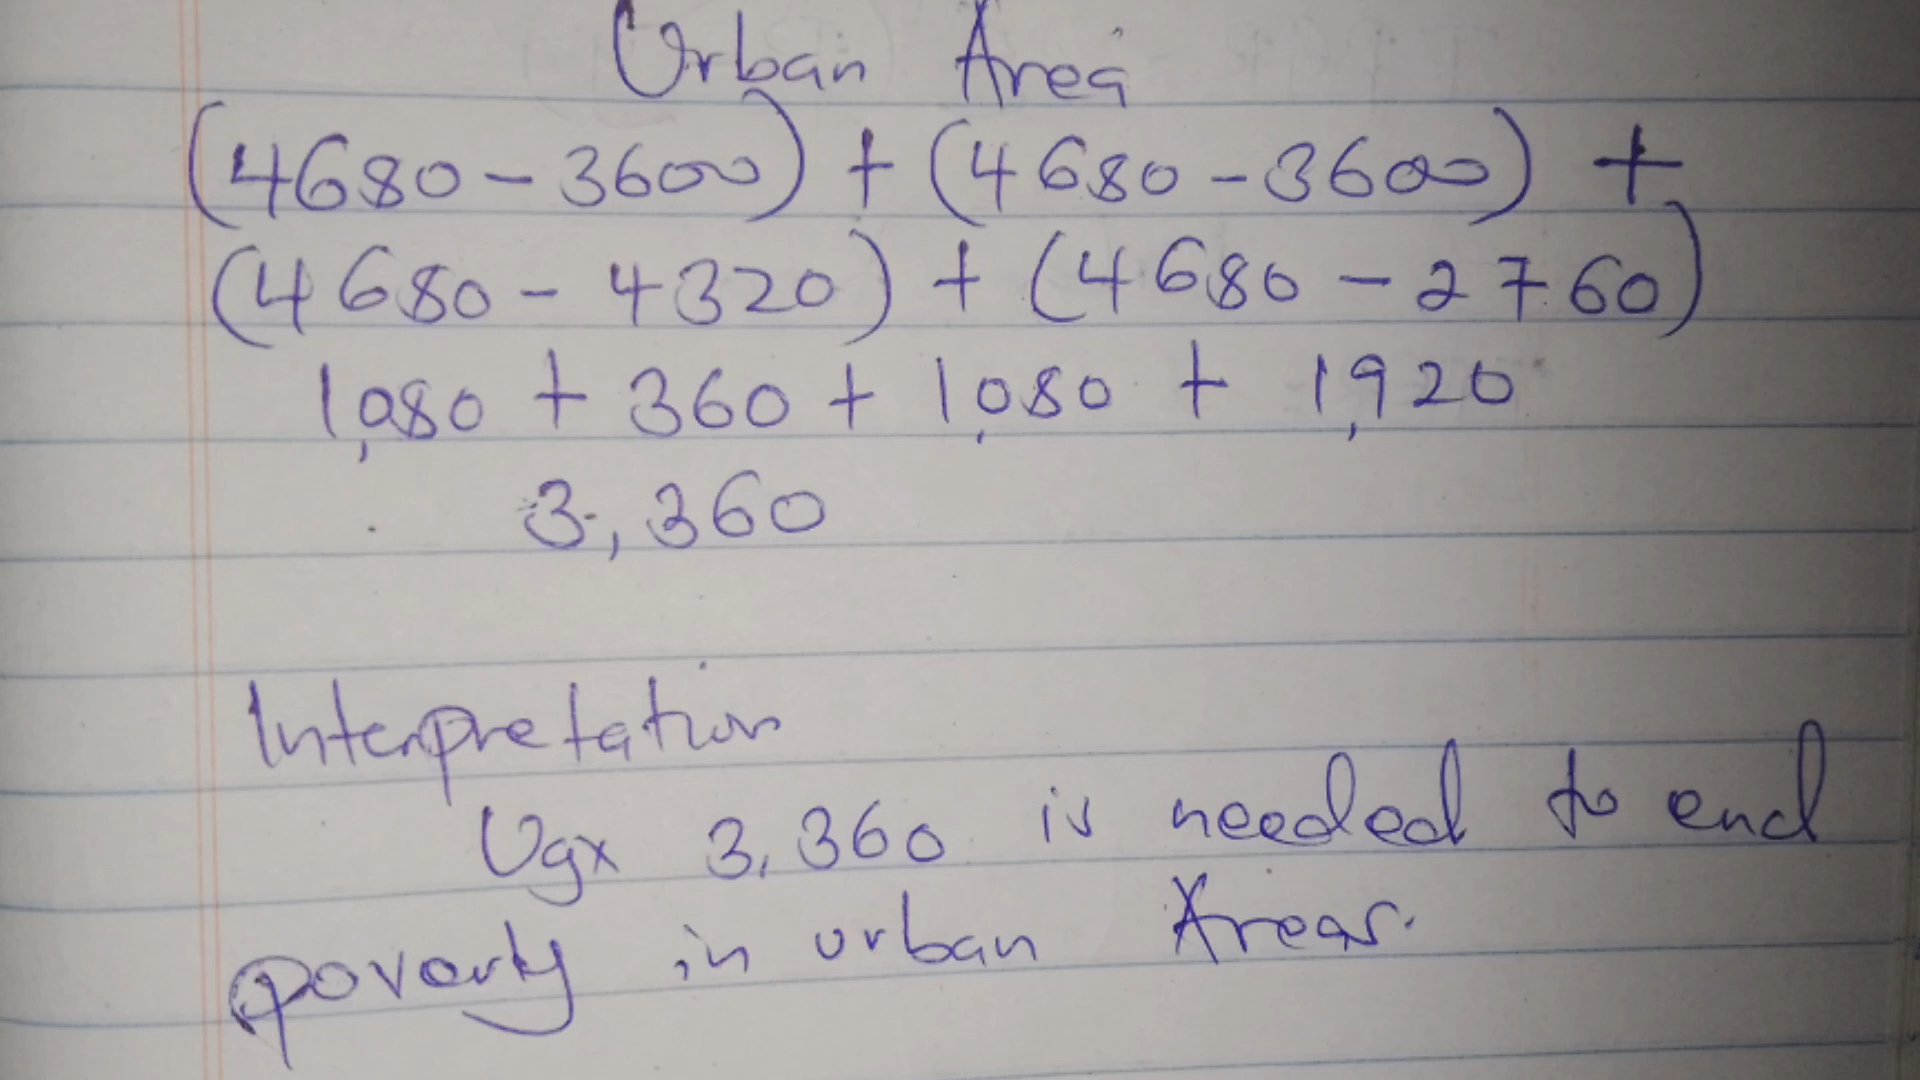 Urban Area
(4680 - 3600) + (4680 - 3600) +
(4680 - 4320) + (4680 - 2760)
1,080 + 360 + 1,080 + 1,920
3,360
Interpretation
Ugx 3,360 is needed to end
poverty in urban Areas.